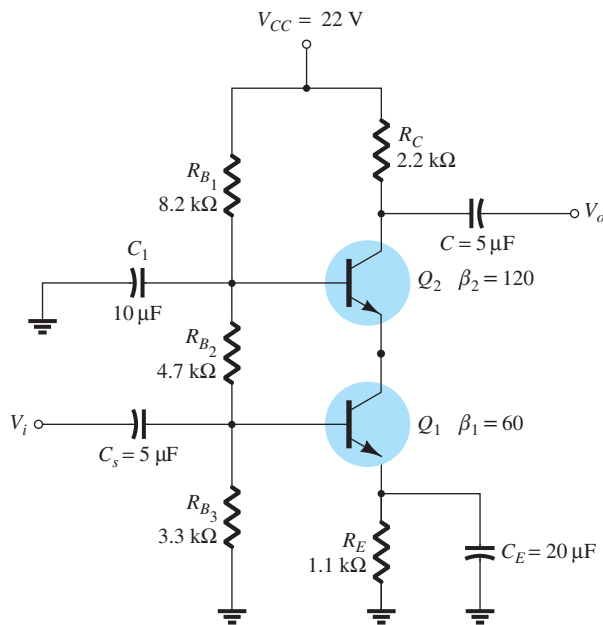 V_CC = 22 V
R_C
2.2 kΩ
R_B1
8.2 kΩ
V_o
C = 5 μF
C_1
10 μF
Q_2 β_2 = 120
R_B2
4.7 kΩ
V_i
C_s = 5 μF
Q_1 β_1 = 60
R_B3
3.3 kΩ
R_E
1.1 kΩ
C_E = 20 μF